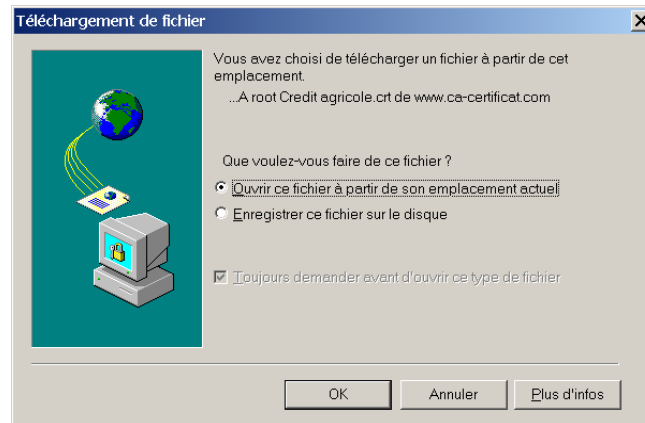 Téléchargement de fichier
Vous avez choisi de télécharger un fichier à partir de cet
emplacement.
...A root Credit agricole.crt de www.ca-certificat.com
Que voulez-vous faire de ce fichier ?
Ouvrir ce fichier à partir de son emplacement actuel
Enregistrer ce fichier sur le disque
Toujours demander avant d'ouvrir ce type de fichier
OK
Annuler
Plus d'infos